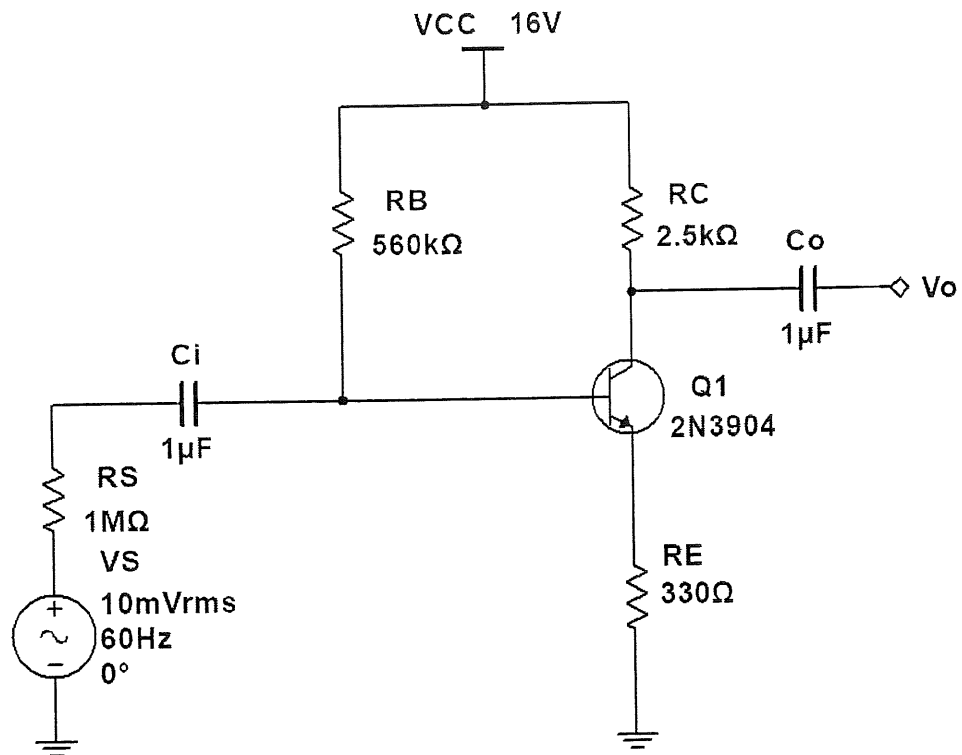 VCC 16V
RB
560kΩ
RC
2.5kΩ
Co
1µF
Vo
Ci
1µF
Q1
2N3904
RS
1MΩ
VS
10mVrms
60Hz
0°
RE
330Ω